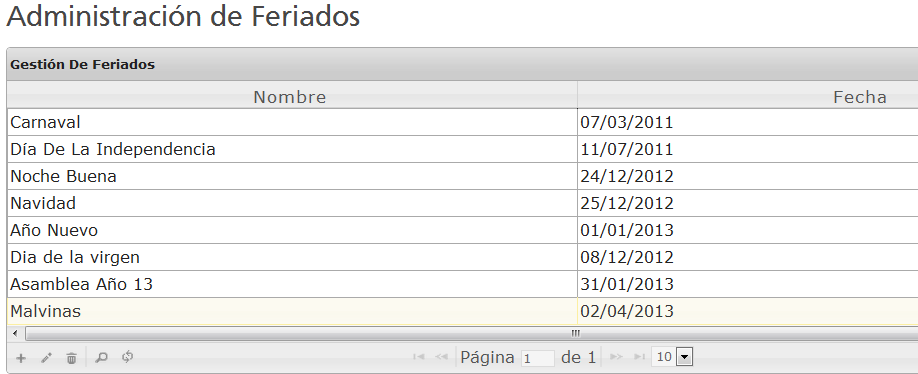 Administración de Feriados
Gestión De Feriados
Nombre Fecha
Carnaval 07/03/2011
Día De La Independencia 11/07/2011
Noche Buena 24/12/2012
Navidad 25/12/2012
Año Nuevo 01/01/2013
Dia de la virgen 08/12/2012
Asamblea Año 13 31/01/2013
Malvinas 02/04/2013
Página 1 de 1 10